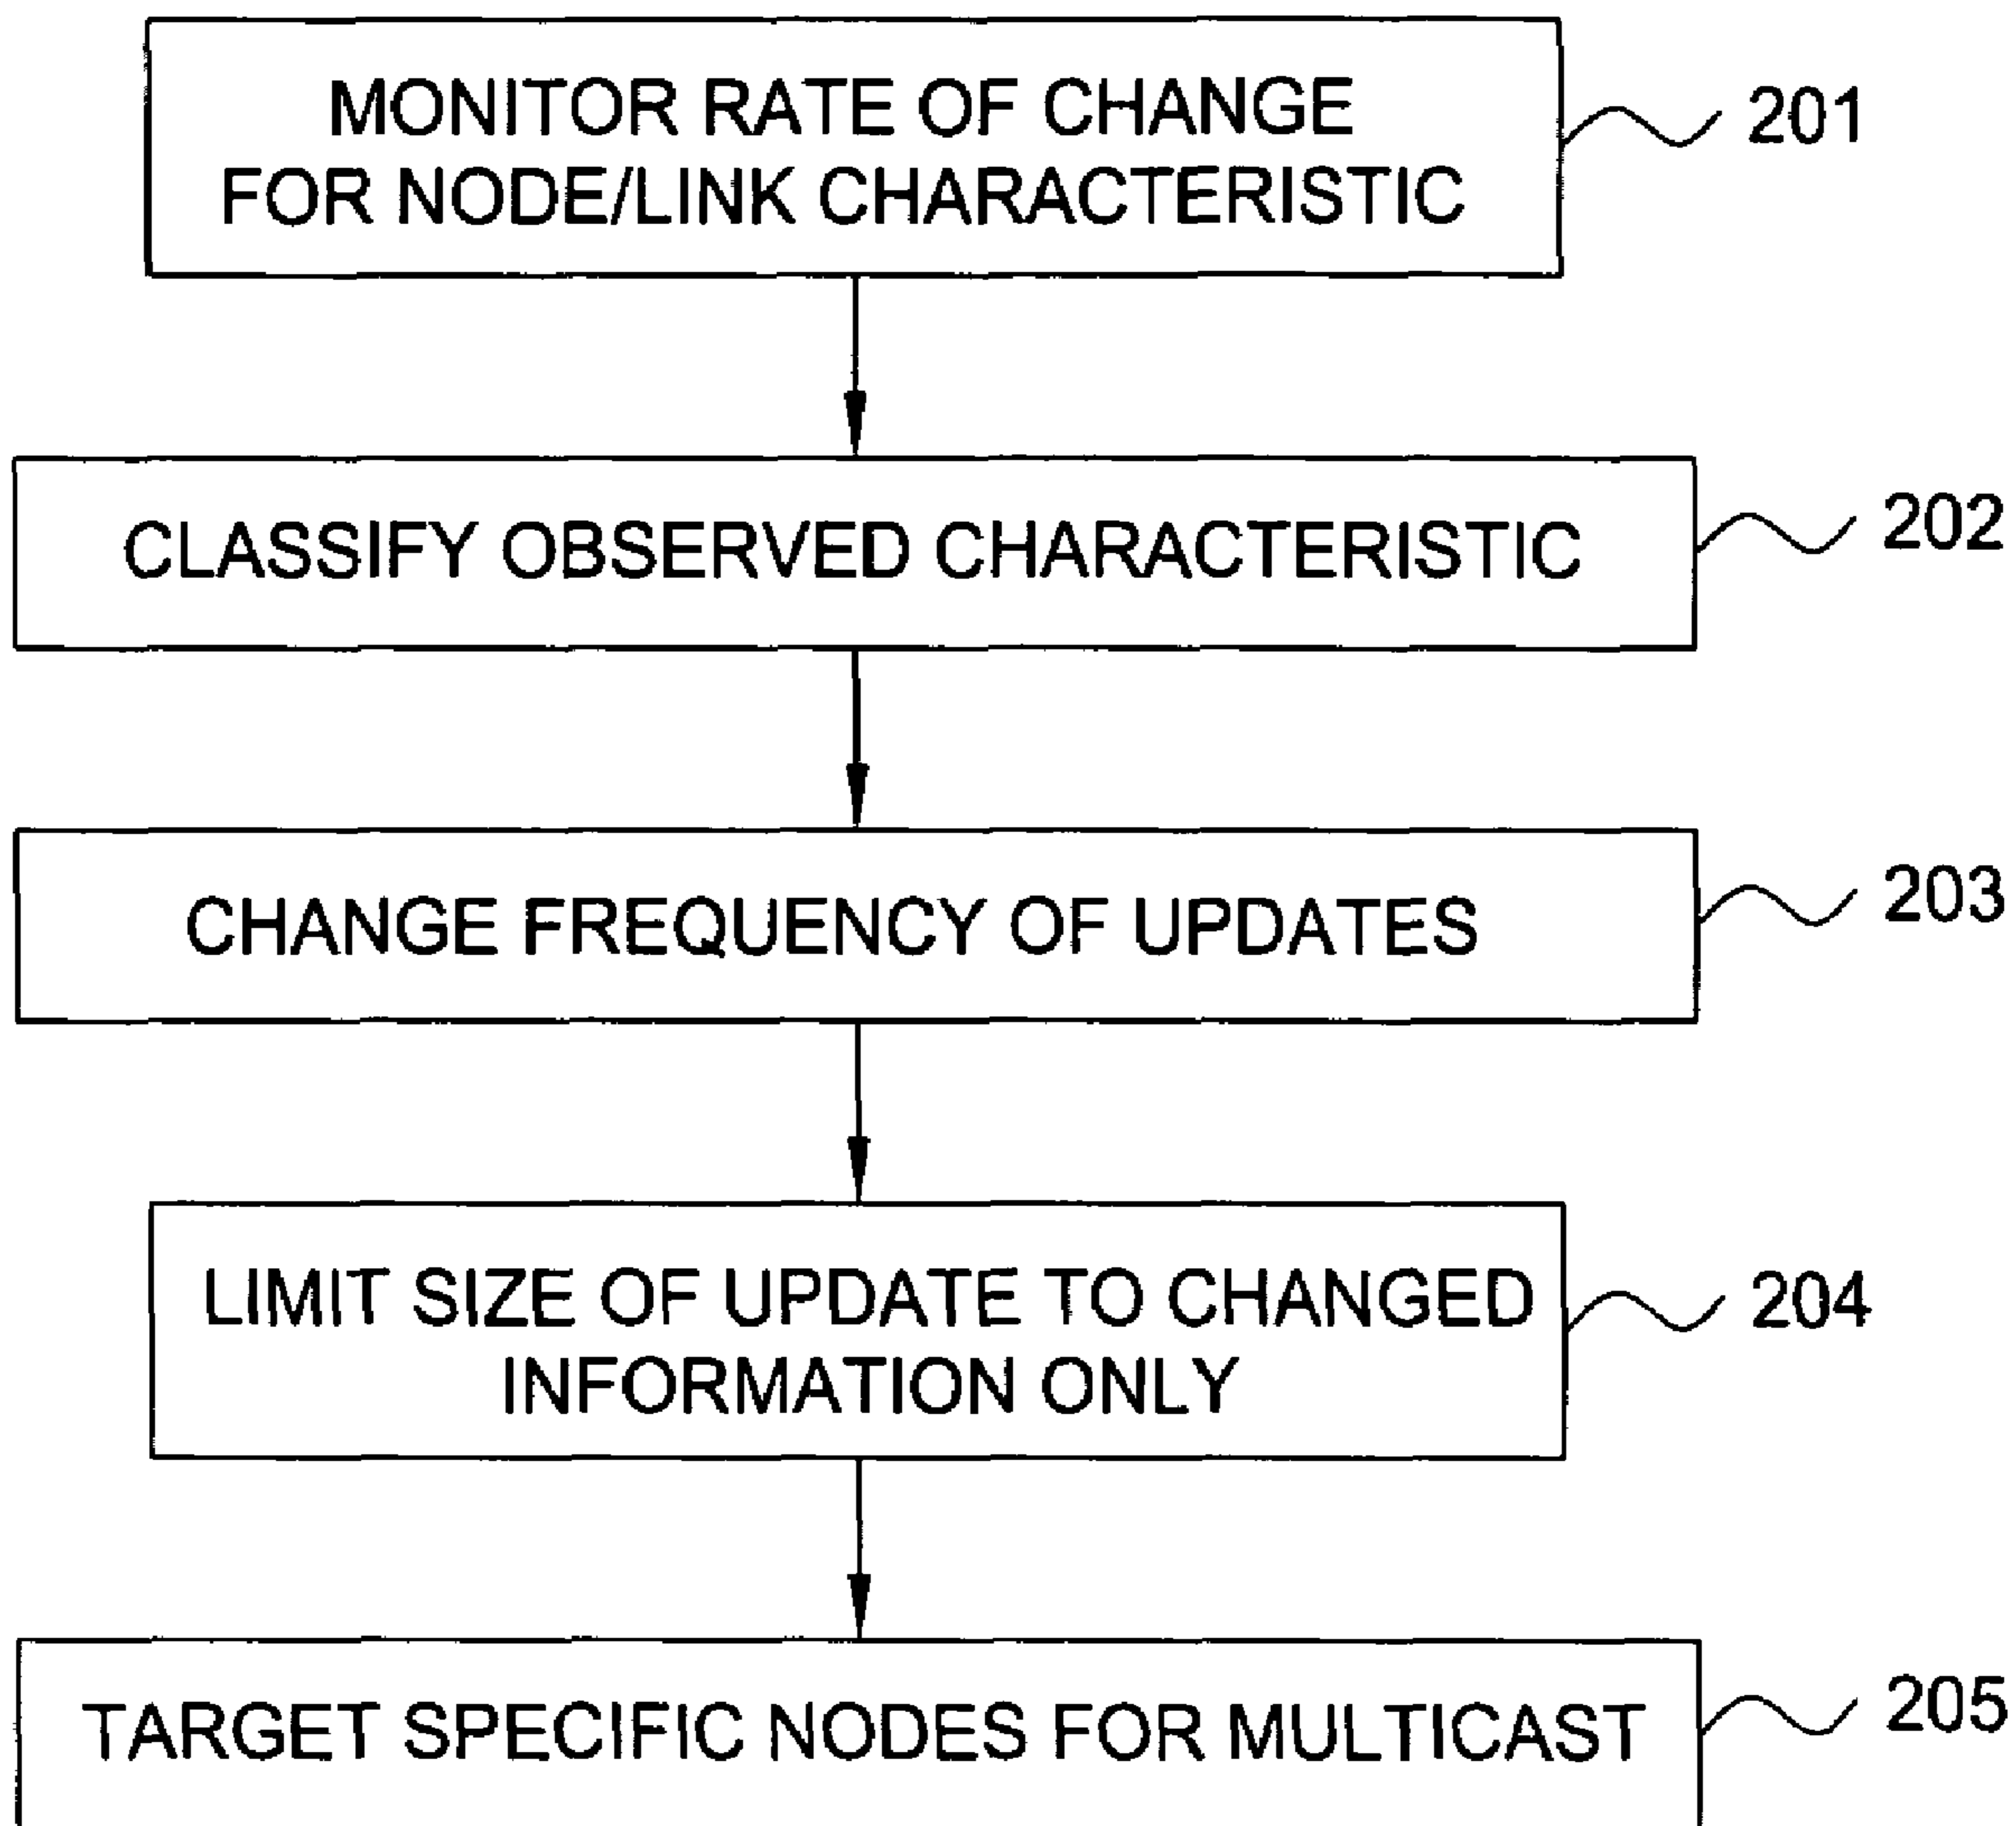 MONITOR RATE OF CHANGE
FOR NODE/LINK CHARACTERISTIC
201
CLASSIFY OBSERVED CHARACTERISTIC
202
CHANGE FREQUENCY OF UPDATES
203
LIMIT SIZE OF UPDATE TO CHANGED
INFORMATION ONLY
204
TARGET SPECIFIC NODES FOR MULTICAST
205